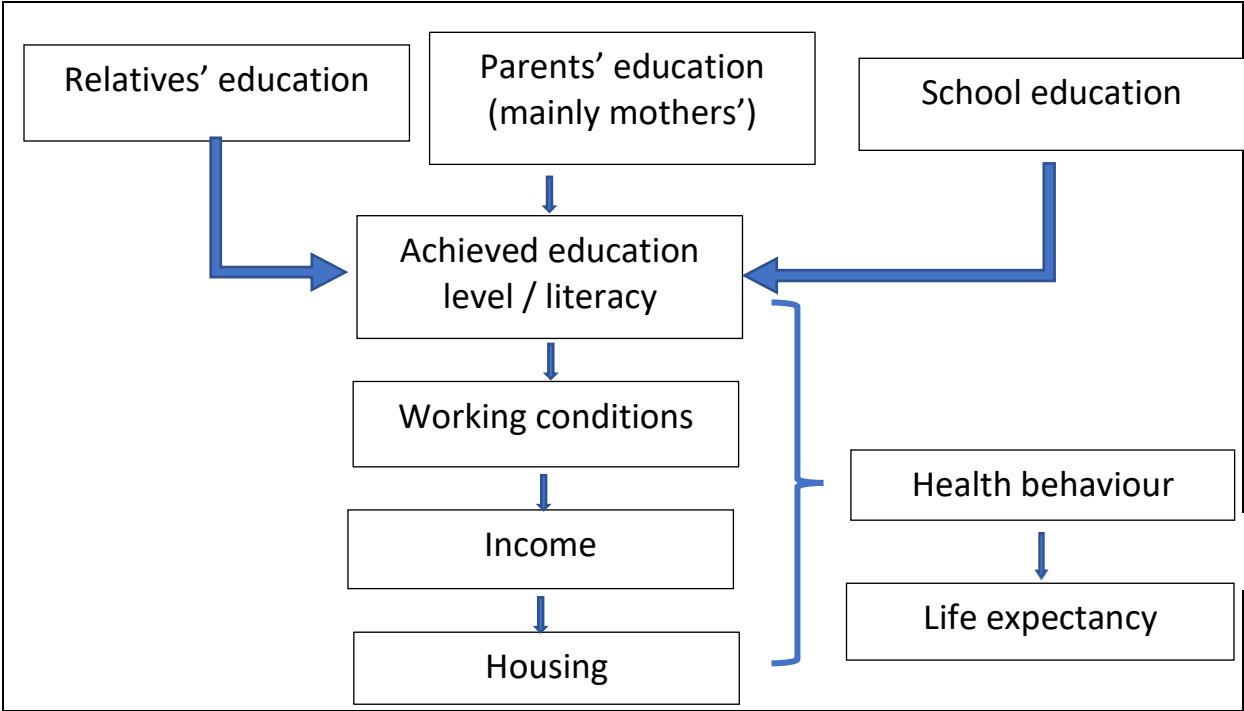 Relatives’ education
Parents’ education
(mainly mothers’)
School education
Achieved education
level / literacy
Working conditions
Health behaviour
Income
Life expectancy
Housing